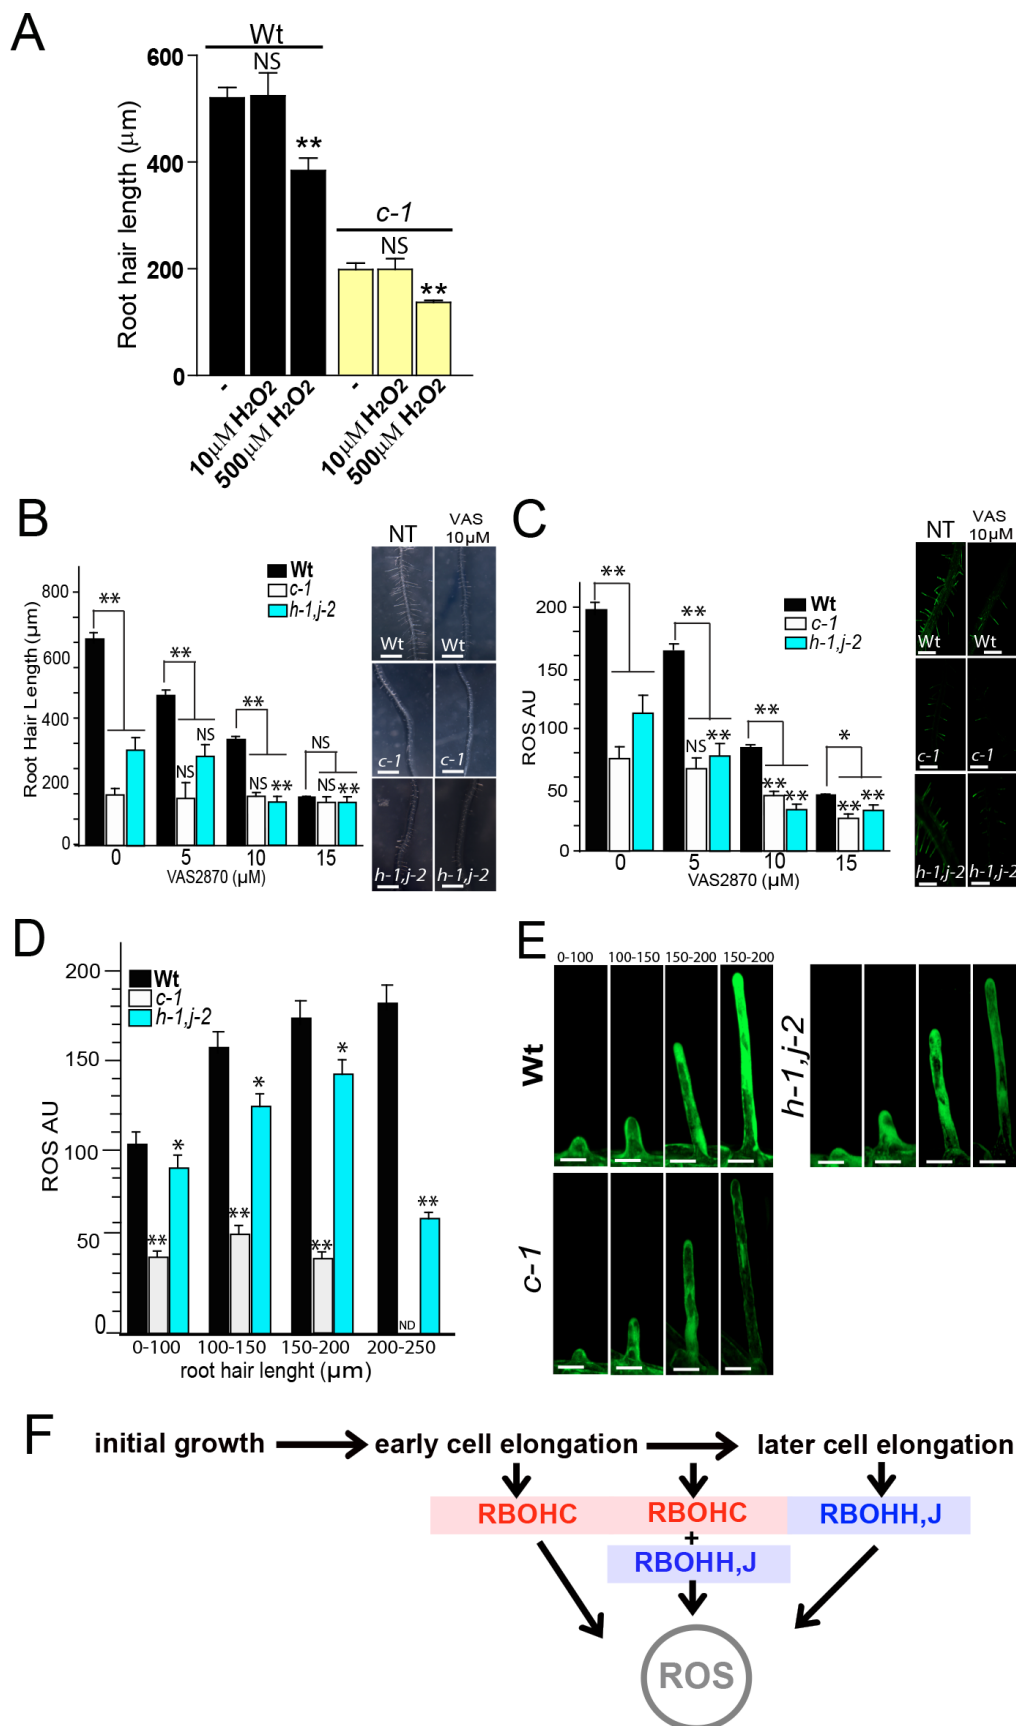 A
Wt
NS
**
c-1
NS
**
Root hair length (μm)
600
400
200
0
-
10μM H2O2
500μM H2O2
-
10μM H2O2
500μM H2O2
B
Wt
c-1
h-1,j-2
Root Hair Length (μm)
800
600
400
200
0
**
**
NS
NS
**
NS
**
NS
NS
**
0
5
10
15
VAS2870 (μM)
NT
VAS
10μM
Wt
Wt
c-1
c-1
h-1,j-2
h-1,j-2
C
Wt
c-1
h-1,j-2
ROS AU
200
150
100
50
0
**
**
NS
**
**
**
**
*
**
**
0
5
10
15
VAS2870 (μM)
NT
VAS
10μM
Wt
Wt
c-1
c-1
h-1,j-2
h-1,j-2
D
Wt
c-1
h-1,j-2
ROS AU
200
150
100
50
0
**
*
**
*
**
*
ND
**
0-100
100-150
150-200
200-250
root hair lenght (μm)
E
0-100
100-150
150-200
150-200
Wt
h-1,j-2
c-1
F
initial growth
early cell elongation
later cell elongation
RBOHC
RBOHC
RBOHH,J
+
RBOHH,J
ROS